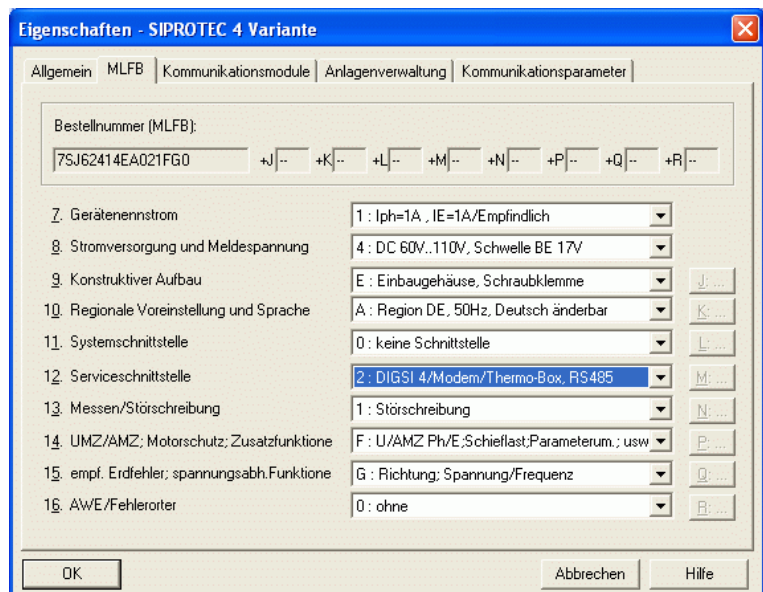 Eigenschaften - SIPROTEC 4 Variante
Allgemein MLFB Kommunikationsmodule Anlagenverwaltung Kommunikationsparameter
Bestellnummer (MLFB):
7SJ62414EA021FG0 +J -- +K -- +L -- +M -- +N -- +P -- +Q -- +R --
7. Gerätenennstrom 1 : Iph=1A , IE=1A/Empfindlich
8. Stromversorgung und Meldespannung 4 : DC 60V..110V, Schwelle BE 17V
9. Konstruktiver Aufbau E : Einbaugehäuse, Schraubklemme J: ...
10. Regionale Voreinstellung und Sprache A : Region DE, 50Hz, Deutsch änderbar K: ...
11. Systemschnittstelle 0 : keine Schnittstelle L: ...
12. Serviceschnittstelle 2 : DIGSI 4/Modem/Thermo-Box, RS485 M: ...
13. Messen/Störschreibung 1 : Störschreibung N: ...
14. UMZ/AMZ; Motorschutz; Zusatzfunktione F : U/AMZ Ph/E;Schieflast;Parameterum.; usw P: ...
15. empf. Erdfehler; spannungsabh.Funktione G : Richtung; Spannung/Frequenz Q: ...
16. AWE/Fehlerorter 0 : ohne R: ...
OK Abbrechen Hilfe